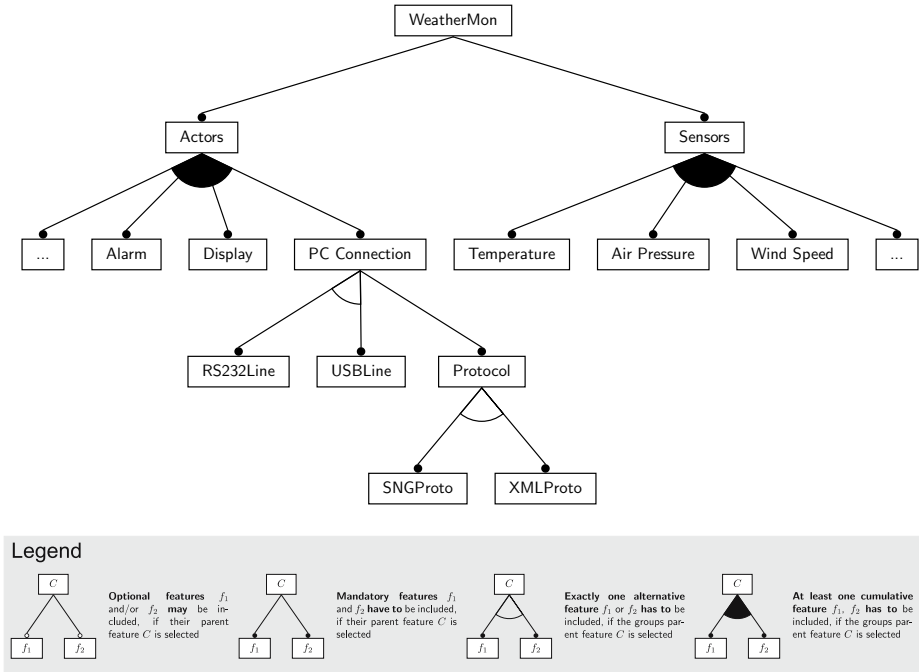 WeatherMon
Actors
Sensors
...
Alarm
Display
PC Connection
Temperature
Air Pressure
Wind Speed
...
RS232Line
USBLine
Protocol
SNGProto
XMLProto
Legend
C
f1
f2
Optional features f1
and/or f2 may be in-
cluded, if their parent
feature C is selected
C
f1
f2
Mandatory features f1
and f2 have to be included,
if their parent feature C is
selected
C
f1
f2
Exactly one alternative
feature f1 or f2 has to be
included, if the groups par-
ent feature C is selected
C
f1
f2
At least one cumulative
feature f1, f2 has to be
included, if the groups par-
ent feature C is selected